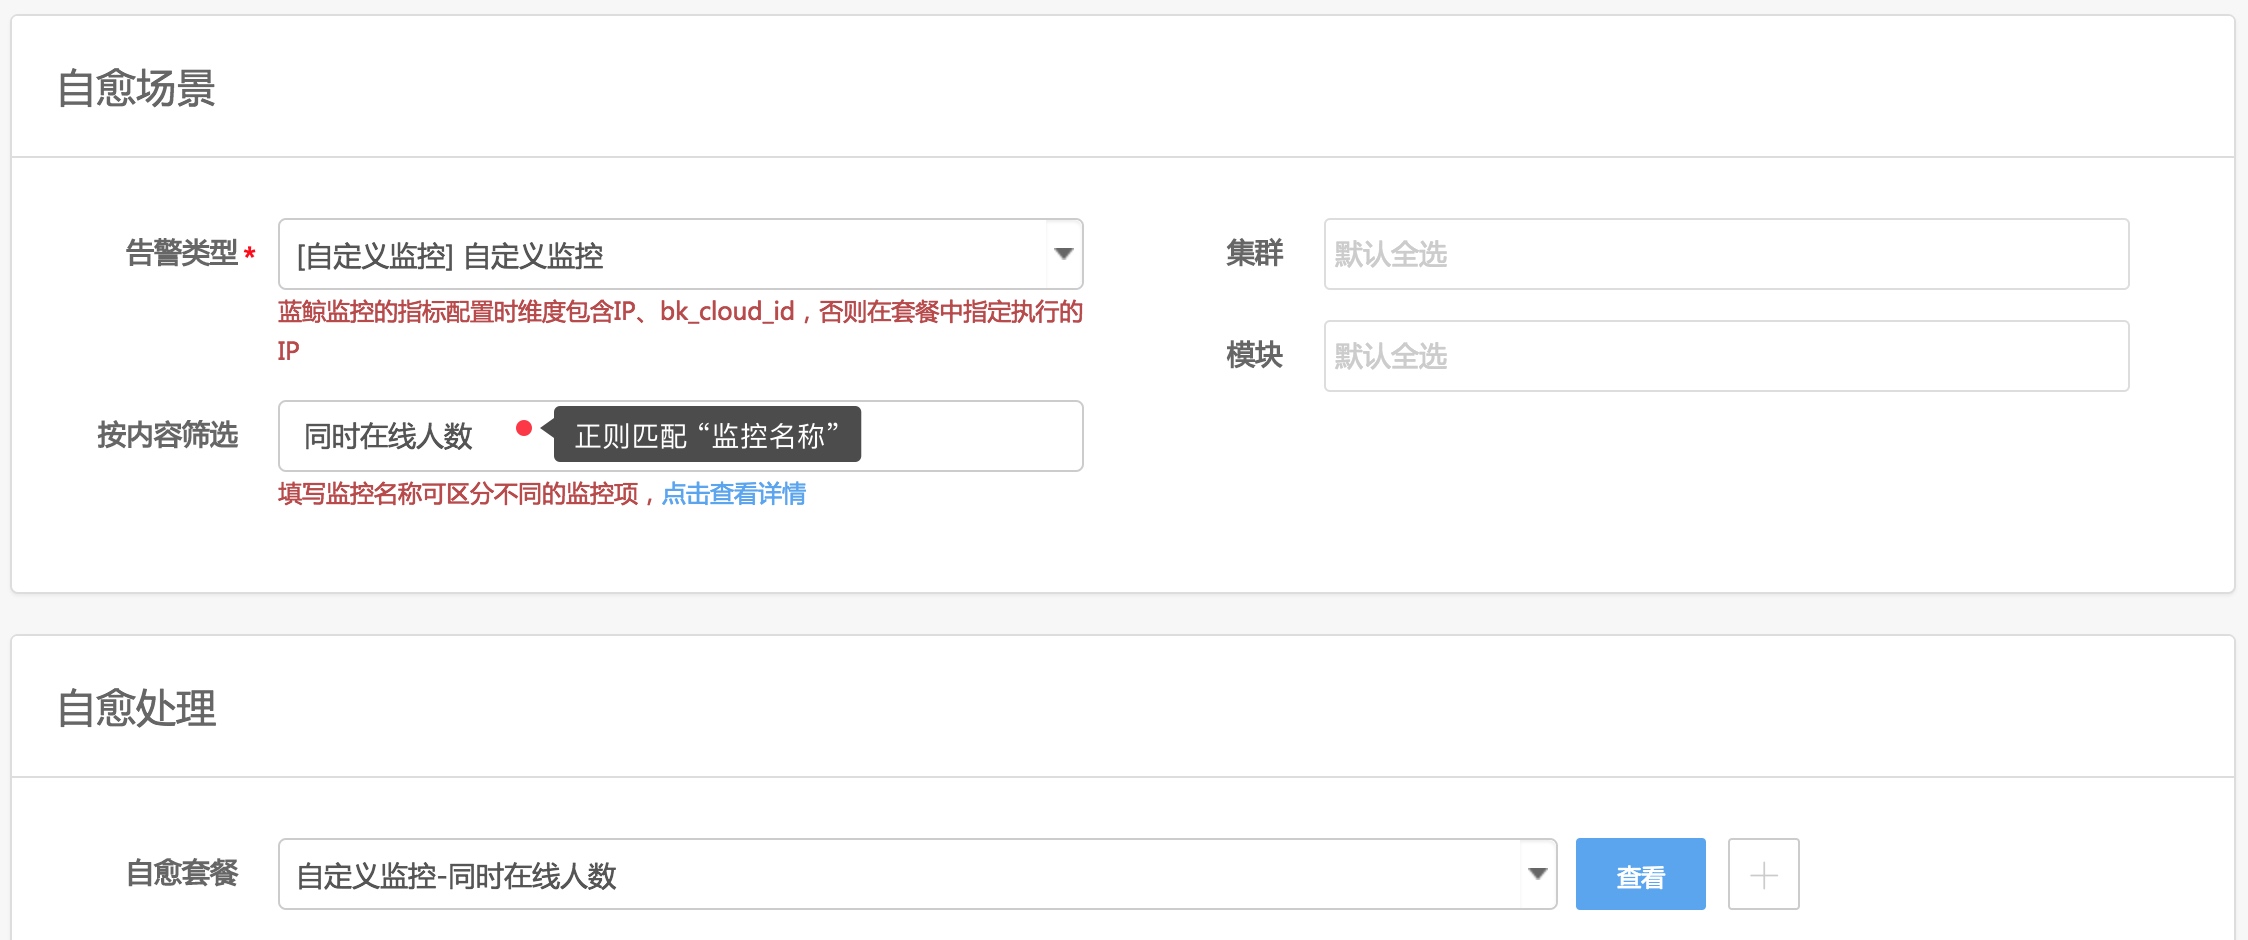 自愈场景
告警类型*
[自定义监控] 自定义监控
蓝鲸监控的指标配置时维度包含IP、bk_cloud_id，否则在套餐中指定执行的
IP
按内容筛选
同时在线人数
正则匹配 “监控名称”
填写监控名称可区分不同的监控项，点击查看详情
集群
默认全选
模块
默认全选
自愈处理
自愈套餐
自定义监控-同时在线人数
查看